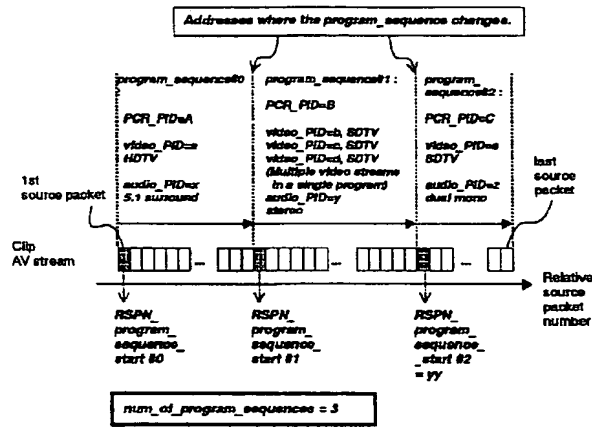 Addresses where the program_sequence changes.
program_sequence#0
PCR_PID=A
video_PID=a
HDTV
audio_PID=x
5.1 surround
program_sequence#1 :
PCR_PID=B
video_PID=b, SDTV
video_PID=c, SDTV
video_PID=d, SDTV
(Multiple video streams
in a single program)
audio_PID=y
stereo
program_
sequence#2 :
PCR_PID=C
video_PID=e
SDTV
audio_PID=z
dual mono
1st
source packet
last
source
packet
Clip
AV stream
...
...
...
Relative
source
packet
number
RSPN_
program_
sequence_
start #0
RSPN_
program_
sequence_
start #1
RSPN_
program_
sequence_
_start #2
= yy
num_of_program_sequences = 3